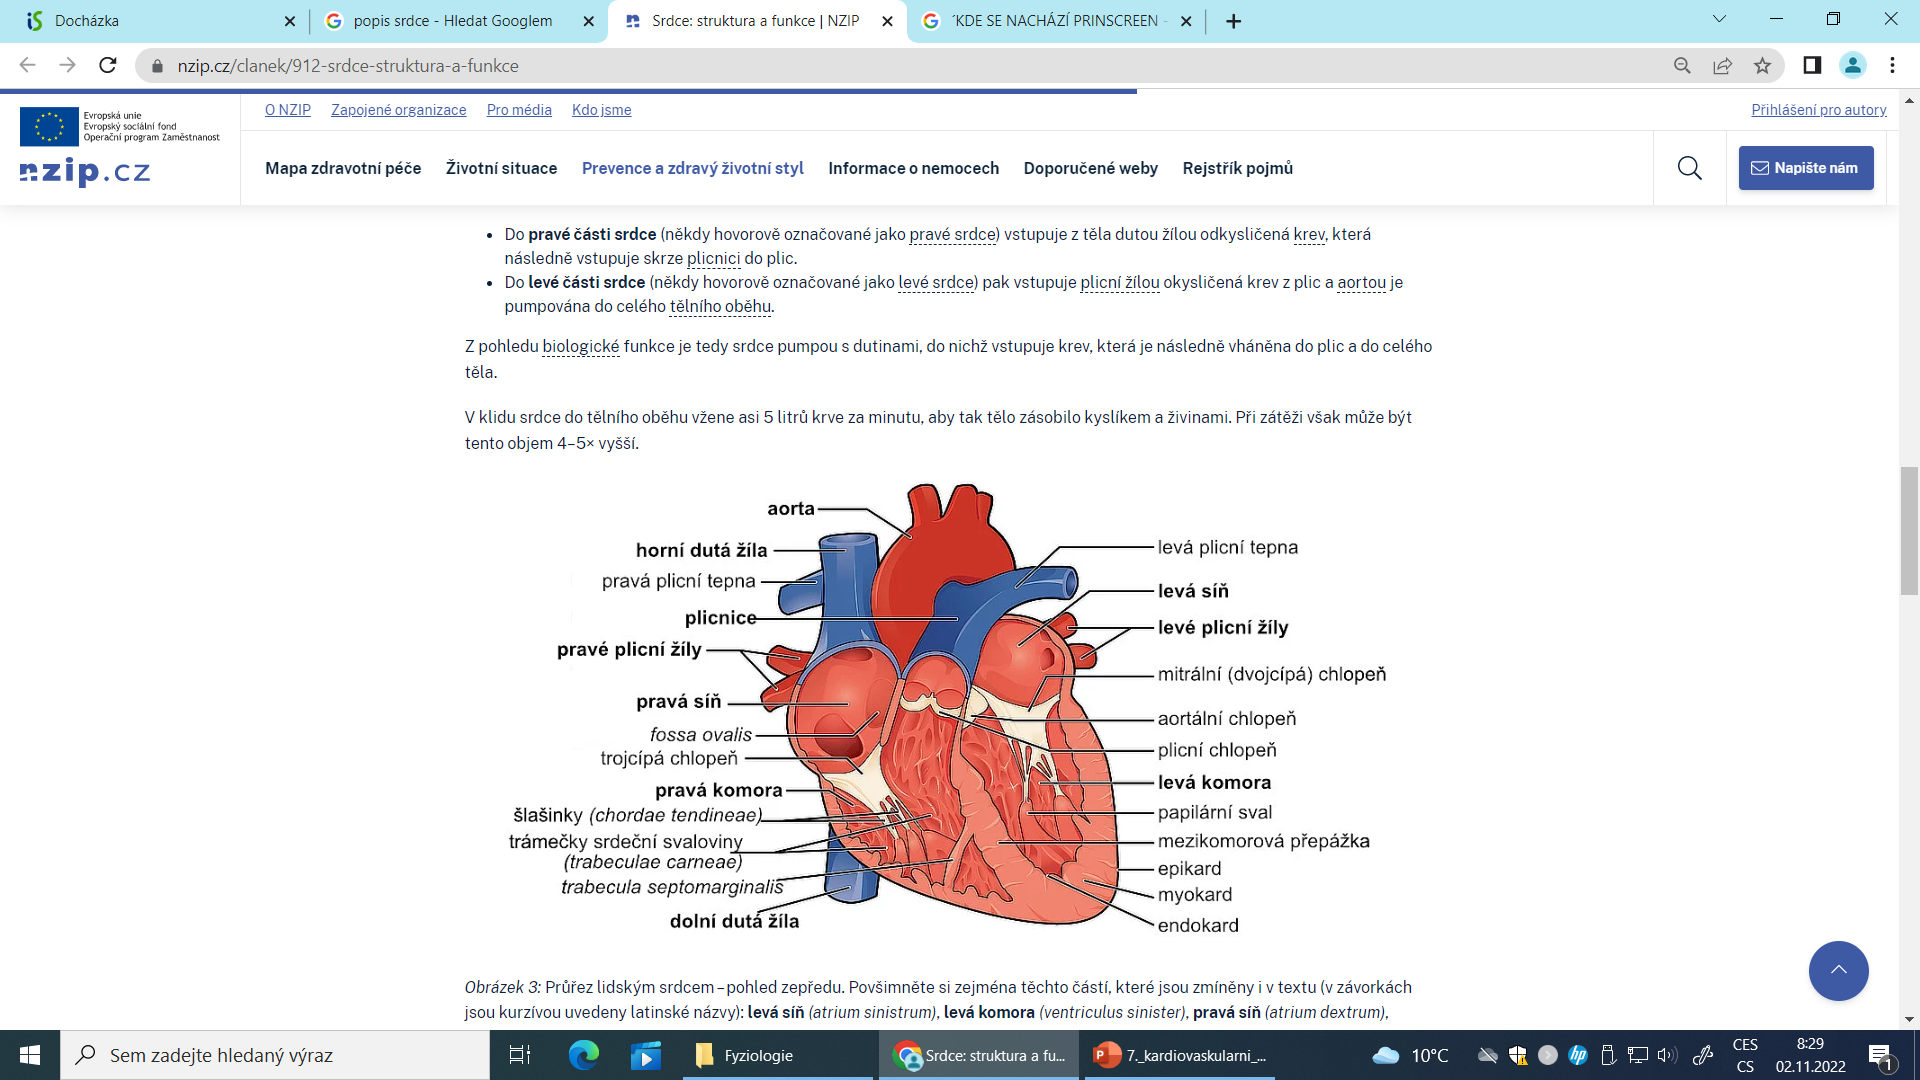 Docházka
popis srdce - Hledat Googlem
Srdce: struktura a funkce | NZIP
´KDE SE NACHÁZÍ PRINSCREEN -
nzip.cz/clanek/912-srdce-struktura-a-funkce
Evropská unie
Evropský sociální fond
Operační program Zaměstnanost
nzip.cz
O NZIP
Zapojené organizace
Pro média
Kdo jsme
Přihlášení pro autory
Mapa zdravotní péče
Životní situace
Prevence a zdravý životní styl
Informace o nemocech
Doporučené weby
Rejstřík pojmů
Napište nám
• Do pravé části srdce (někdy hovorově označované jako pravé srdce) vstupuje z těla dutou žílou odkysličená krev, která
následně vstupuje skrze plicnici do plic.
• Do levé části srdce (někdy hovorově označované jako levé srdce) pak vstupuje plicní žílou okysličená krev z plic a aortou je
pumpována do celého tělního oběhu.
Z pohledu biologické funkce je tedy srdce pumpou s dutinami, do nichž vstupuje krev, která je následně vháněna do plic a do celého
těla.
V klidu srdce do tělního oběhu vžene asi 5 litrů krve za minutu, aby tak tělo zásobilo kyslíkem a živinami. Při zátěži však může být
tento objem 4–5× vyšší.
aorta
horní dutá žíla
pravá plicní tepna
plicnice
pravé plicní žíly
pravá síň
fossa ovalis
trojcípá chlopeň
pravá komora
šlašinky (chordae tendineae)
trámečky srdeční svaloviny
(trabeculae carneae)
trabecula septomarginalis
dolní dutá žíla
levá plicní tepna
levá síň
levé plicní žíly
mitrální (dvojcípá) chlopeň
aortální chlopeň
plicní chlopeň
levá komora
papilární sval
mezikomorová přepážka
epikard
myokard
endokard
Obrázek 3: Průřez lidským srdcem – pohled zepředu. Povšimněte si zejména těchto částí, které jsou zmíněny i v textu (v závorkách
jsou kurzívou uvedeny latinské názvy): levá síň (atrium sinistrum), levá komora (ventriculus sinister), pravá síň (atrium dextrum),
Sem zadejte hledaný výraz
Fyziologie
Srdce: struktura a fu...
7._kardiovaskularni_...
10°C
CES
CS
8:29
02.11.2022
1